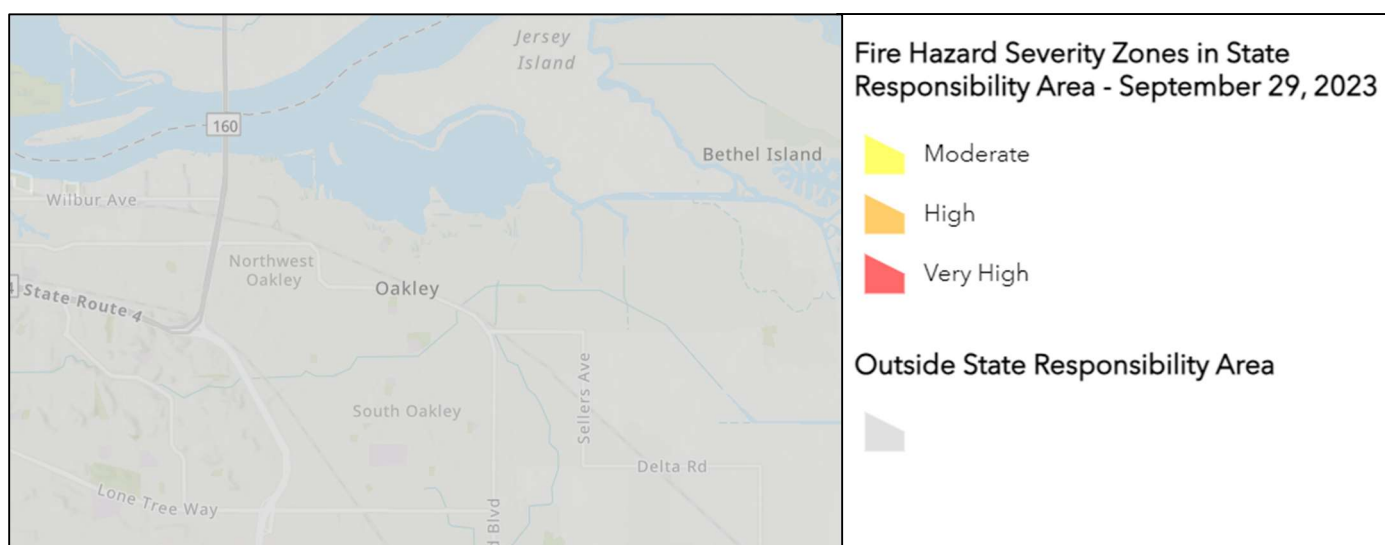 Jersey
Island
160
Bethel Island
Wilbur Ave
Northwest
Oakley
Oakley
4 State Route 4
South Oakley
Sellers Ave
Delta Rd
Lone Tree Way
d Blvd
Fire Hazard Severity Zones in State
Responsibility Area - September 29, 2023
Moderate
High
Very High
Outside State Responsibility Area